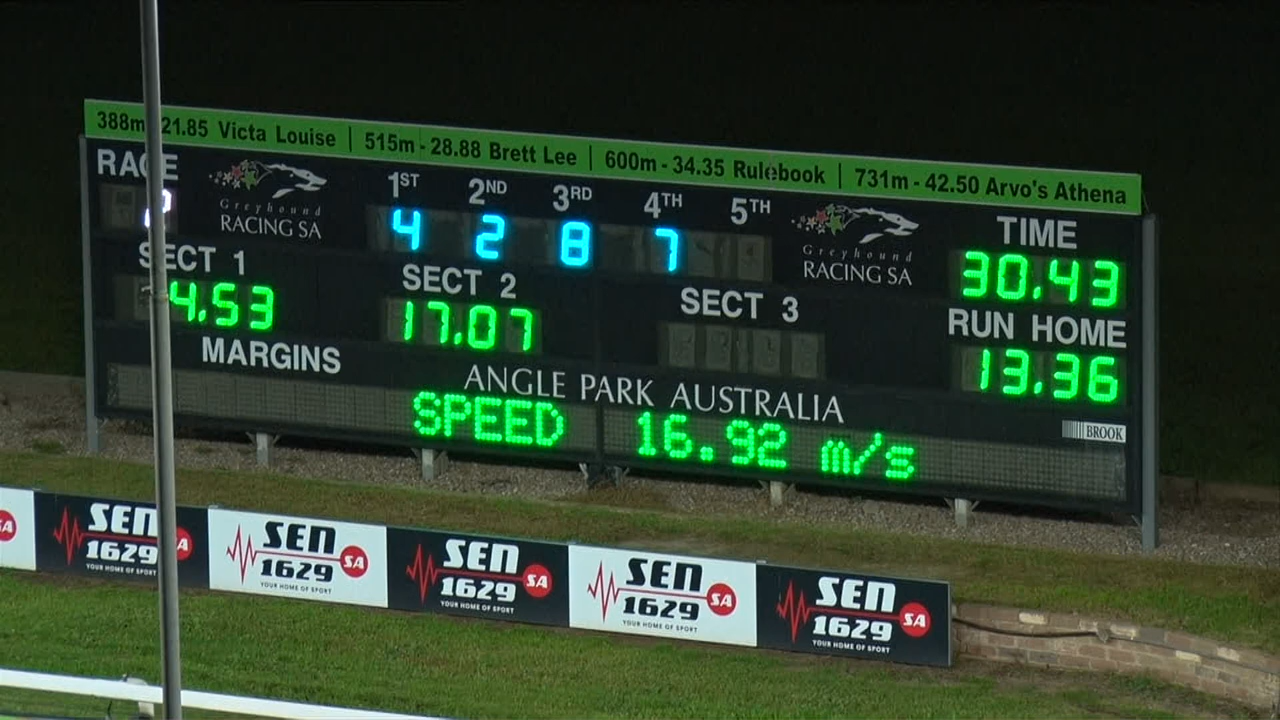 388m 21.85 Victa Louise | 515m - 28.88 Brett Lee | 600m - 34.35 Rulebook | 731m - 42.50 Arvo's Athena
RACE
Greyhound
RACING SA
1ST 2ND 3RD 4TH 5TH
4 2 8 7
Greyhound
RACING SA
TIME
30.43
SECT 1
4.53
SECT 2
17.07
SECT 3
RUN HOME
13.36
MARGINS
ANGLE PARK AUSTRALIA
SPEED 16.92 m/s
BROOK
SA
SEN
1629 SA
YOUR HOME OF SPORT
SEN
1629 SA
YOUR HOME OF SPORT
SEN
1629 SA
YOUR HOME OF SPORT
SEN
1629 SA
YOUR HOME OF SPORT
SEN
1629 SA
YOUR HOME OF SPORT